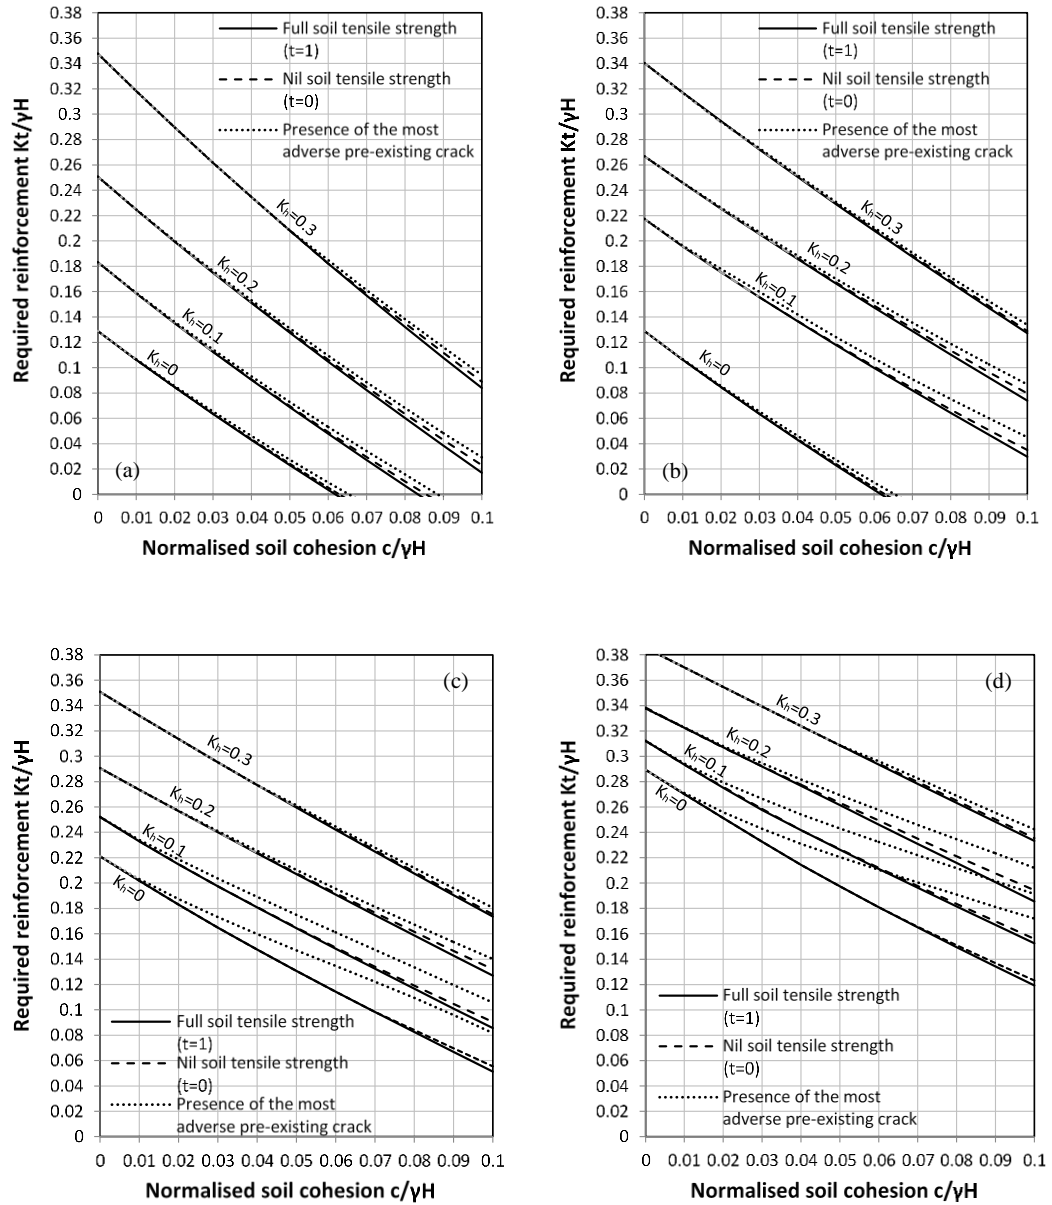 Required reinforcement Kt/γH
0.38
0.36
0.34
0.32
0.3
0.28
0.26
0.24
0.22
0.2
0.18
0.16
0.14
0.12
0.1
0.08
0.06
0.04
0.02
0
Full soil tensile strength
(t=1)
Nil soil tensile strength
(t=0)
Presence of the most
adverse pre-existing crack
Kh=0.3
Kh=0.2
Kh=0.1
Kh=0
(a)
0 0.01 0.02 0.03 0.04 0.05 0.06 0.07 0.08 0.09 0.1
Normalised soil cohesion c/γH
Required reinforcement Kt/γH
0.38
0.36
0.34
0.32
0.3
0.28
0.26
0.24
0.22
0.2
0.18
0.16
0.14
0.12
0.1
0.08
0.06
0.04
0.02
0
Full soil tensile strength
(t=1)
Nil soil tensile strength
(t=0)
Presence of the most
adverse pre-existing crack
Kh=0.3
Kh=0.2
Kh=0.1
Kh=0
(b)
0 0.01 0.02 0.03 0.04 0.05 0.06 0.07 0.08 0.09 0.1
Normalised soil cohesion c/γH
Required reinforcement Kt/γH
0.38
0.36
0.34
0.32
0.3
0.28
0.26
0.24
0.22
0.2
0.18
0.16
0.14
0.12
0.1
0.08
0.06
0.04
0.02
0
(c)
Kh=0.3
Kh=0.2
Kh=0.1
Kh=0
Full soil tensile strength
(t=1)
Nil soil tensile strength
(t=0)
Presence of the most
adverse pre-existing crack
0 0.01 0.02 0.03 0.04 0.05 0.06 0.07 0.08 0.09 0.1
Normalised soil cohesion c/γH
Required reinforcement Kt/γH
0.38
0.36
0.34
0.32
0.3
0.28
0.26
0.24
0.22
0.2
0.18
0.16
0.14
0.12
0.1
0.08
0.06
0.04
0.02
0
(d)
Kh=0.3
Kh=0.2
Kh=0.1
Kh=0
Full soil tensile strength
(t=1)
Nil soil tensile strength
(t=0)
Presence of the most
adverse pre-existing crack
0 0.01 0.02 0.03 0.04 0.05 0.06 0.07 0.08 0.09 0.1
Normalised soil cohesion c/γH